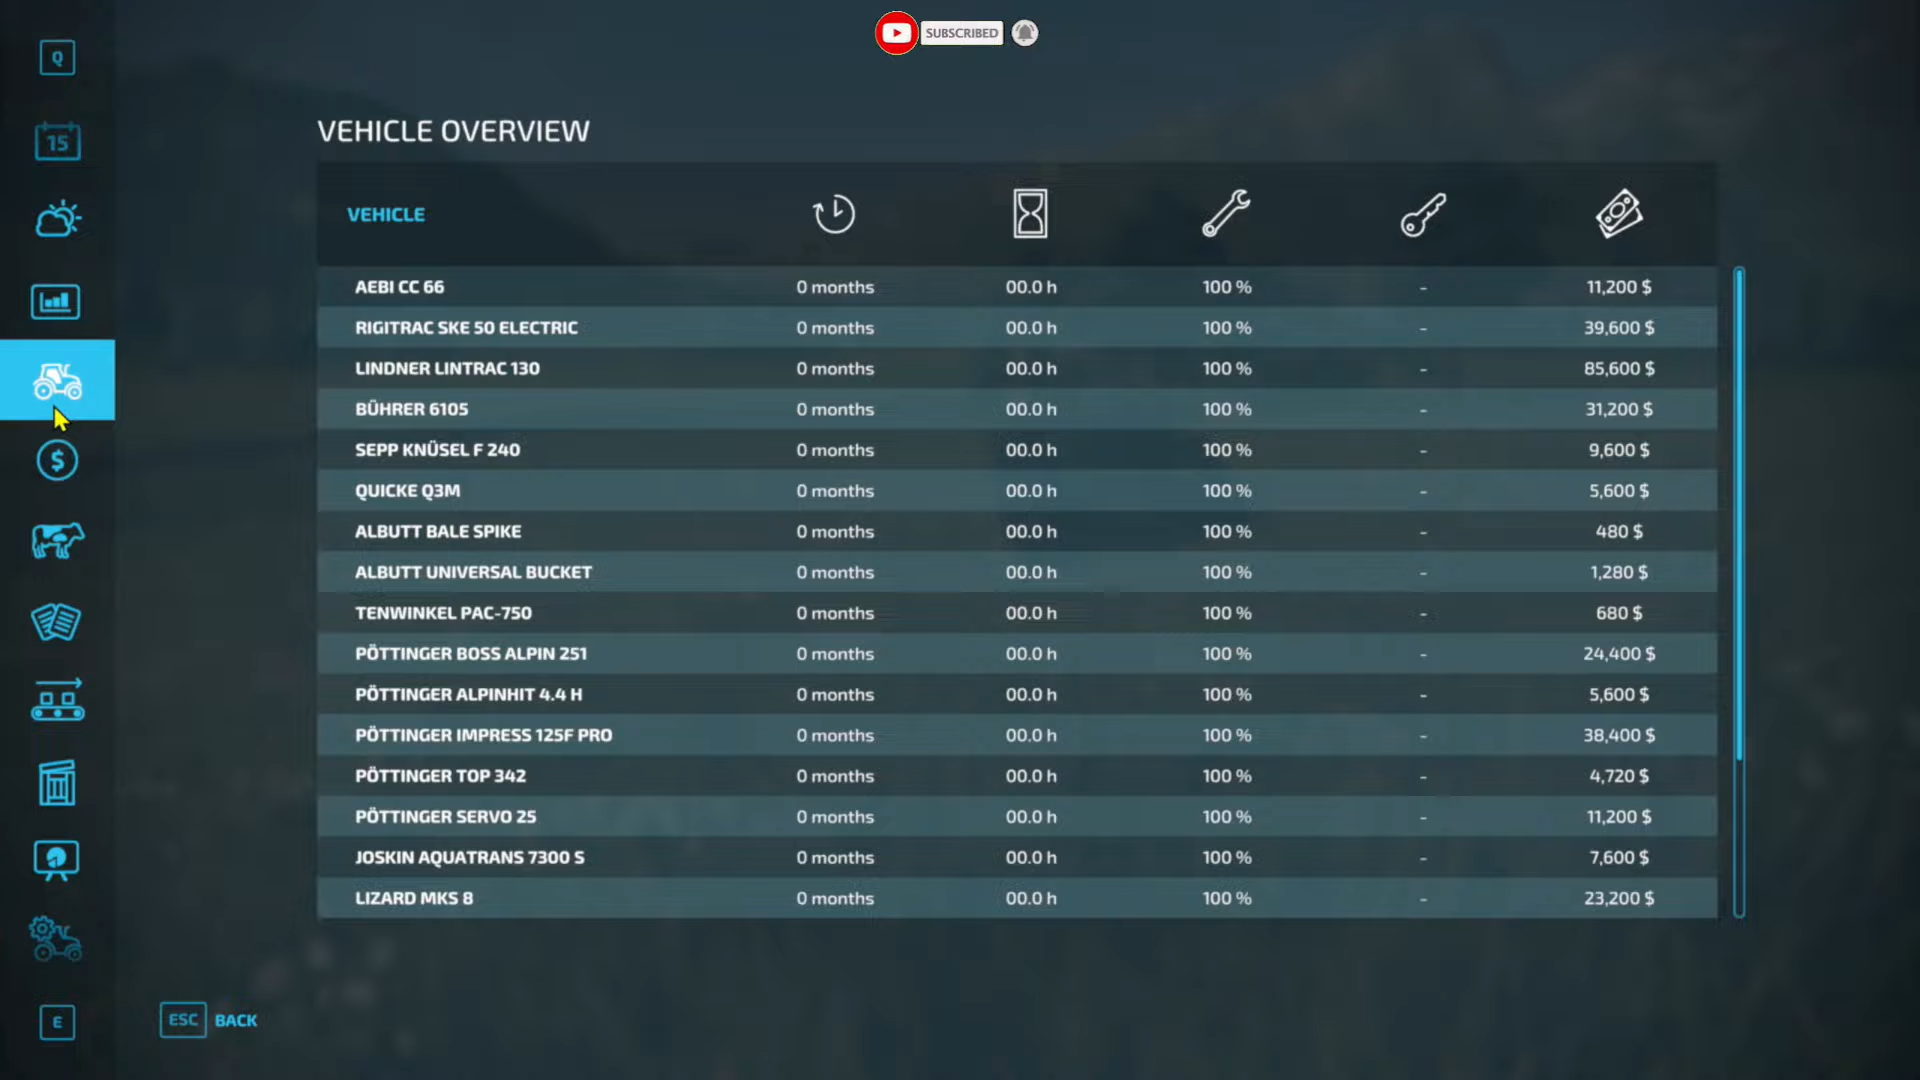 SUBSCRIBED
Q
15
VEHICLE OVERVIEW
VEHICLE
AEBI CC 66 0 months 00.0 h 100 % - 11,200 $
RIGITRAC SKE 50 ELECTRIC 0 months 00.0 h 100 % - 39,600 $
LINDNER LINTRAC 130 0 months 00.0 h 100 % - 85,600 $
BÜHRER 6105 0 months 00.0 h 100 % - 31,200 $
SEPP KNÜSEL F 240 0 months 00.0 h 100 % - 9,600 $
QUICKE Q3M 0 months 00.0 h 100 % - 5,600 $
ALBUTT BALE SPIKE 0 months 00.0 h 100 % - 480 $
ALBUTT UNIVERSAL BUCKET 0 months 00.0 h 100 % - 1,280 $
TENWINKEL PAC-750 0 months 00.0 h 100 % - 680 $
PÖTTINGER BOSS ALPIN 251 0 months 00.0 h 100 % - 24,400 $
PÖTTINGER ALPINHIT 4.4 H 0 months 00.0 h 100 % - 5,600 $
PÖTTINGER IMPRESS 125F PRO 0 months 00.0 h 100 % - 38,400 $
PÖTTINGER TOP 342 0 months 00.0 h 100 % - 4,720 $
PÖTTINGER SERVO 25 0 months 00.0 h 100 % - 11,200 $
JOSKIN AQUATRANS 7300 S 0 months 00.0 h 100 % - 7,600 $
LIZARD MKS 8 0 months 00.0 h 100 % - 23,200 $
E
ESC BACK